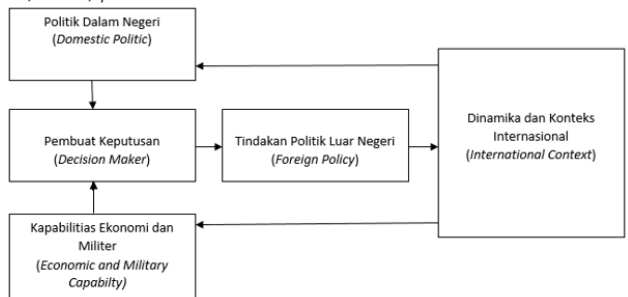 Politik Dalam Negeri
(Domestic Politic)
Pembuat Keputusan
(Decision Maker)
Tindakan Politik Luar Negeri
(Foreign Policy)
Dinamika dan Konteks
Internasional
(International Context)
Kapabilitias Ekonomi dan
Militer
(Economic and Military
Capabilty)